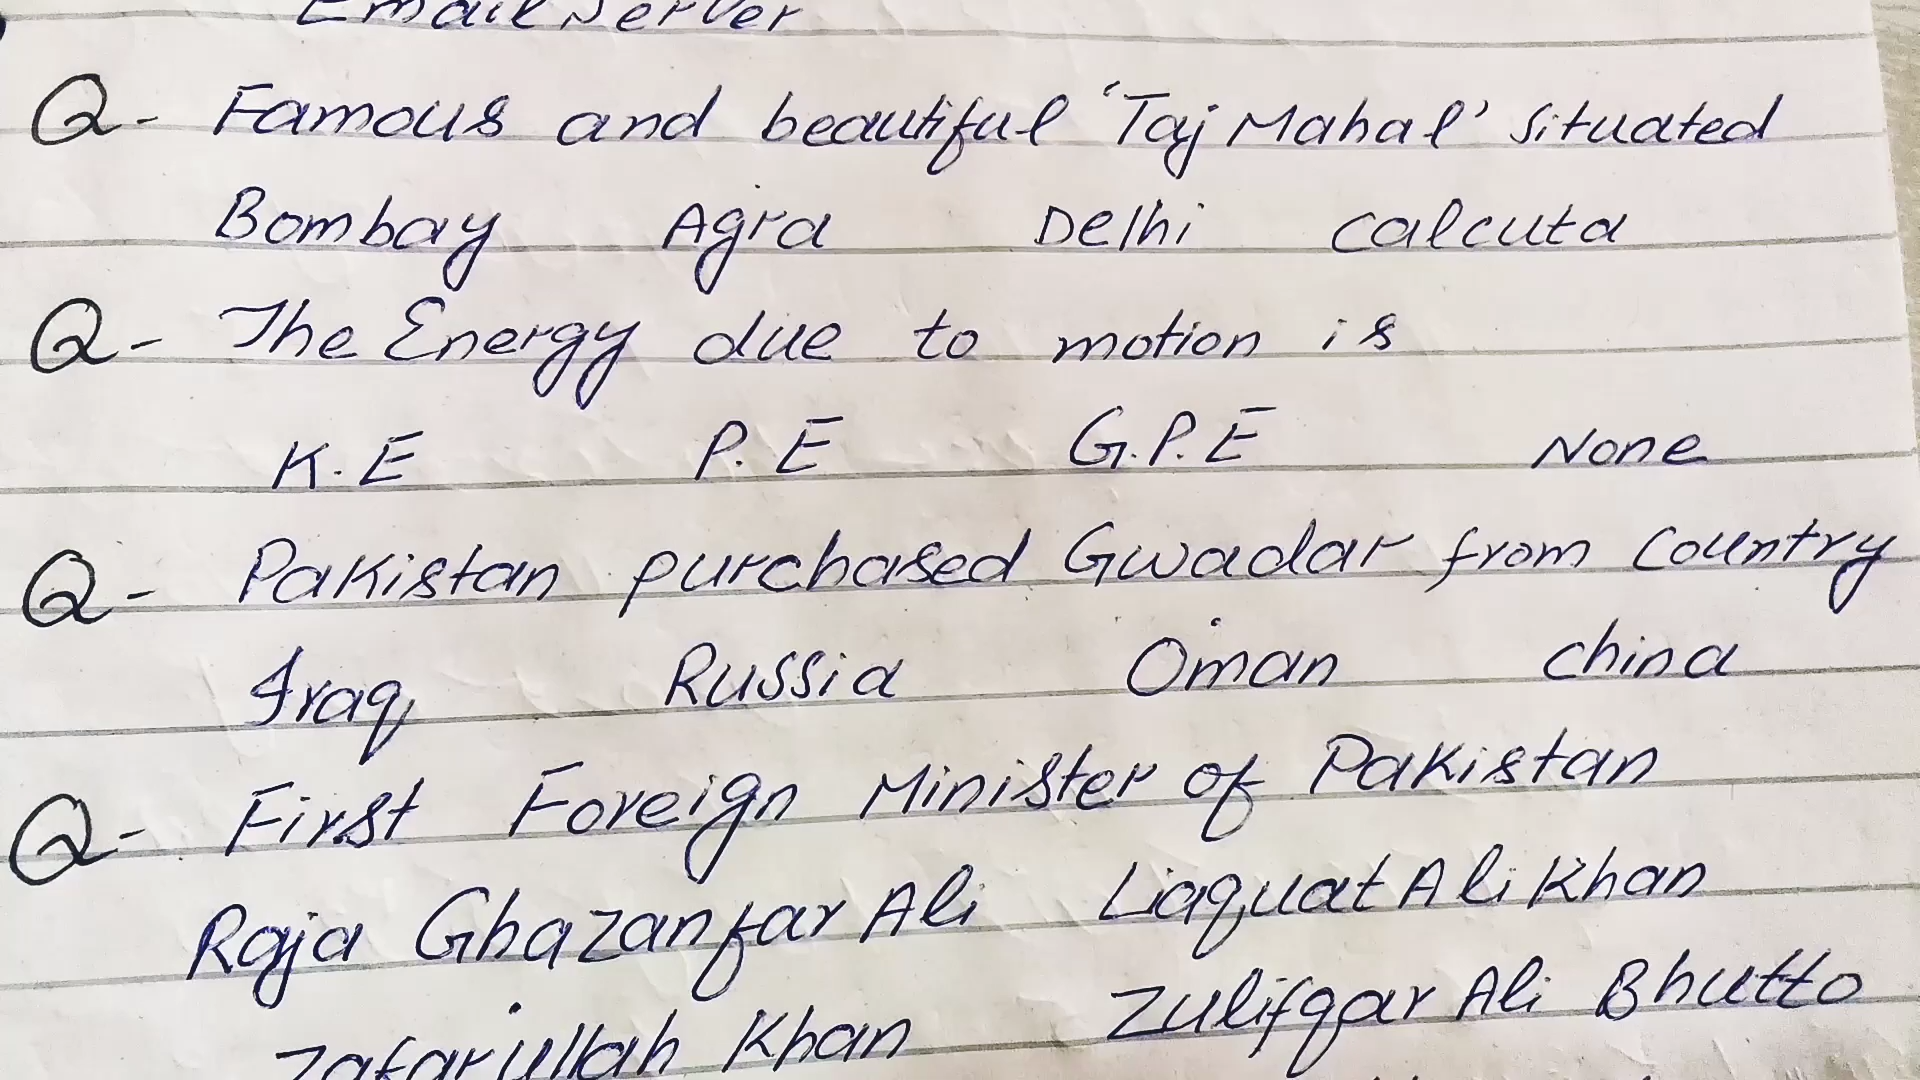 Email Server
Q- Famous and beautiful 'Taj Mahal' situated
Bombay Agra Delhi calcuta
Q- The Energy due to motion is
K.E P.E G.P.E None
Q- Pakistan purchased Gwadar from Country
Iraq Russia Oman china
Q- First Foreign Minister of Pakistan
Raja Ghazanfar Ali Liaquat Ali Khan
Zafarullah Khan Zulifqar Ali Bhutto